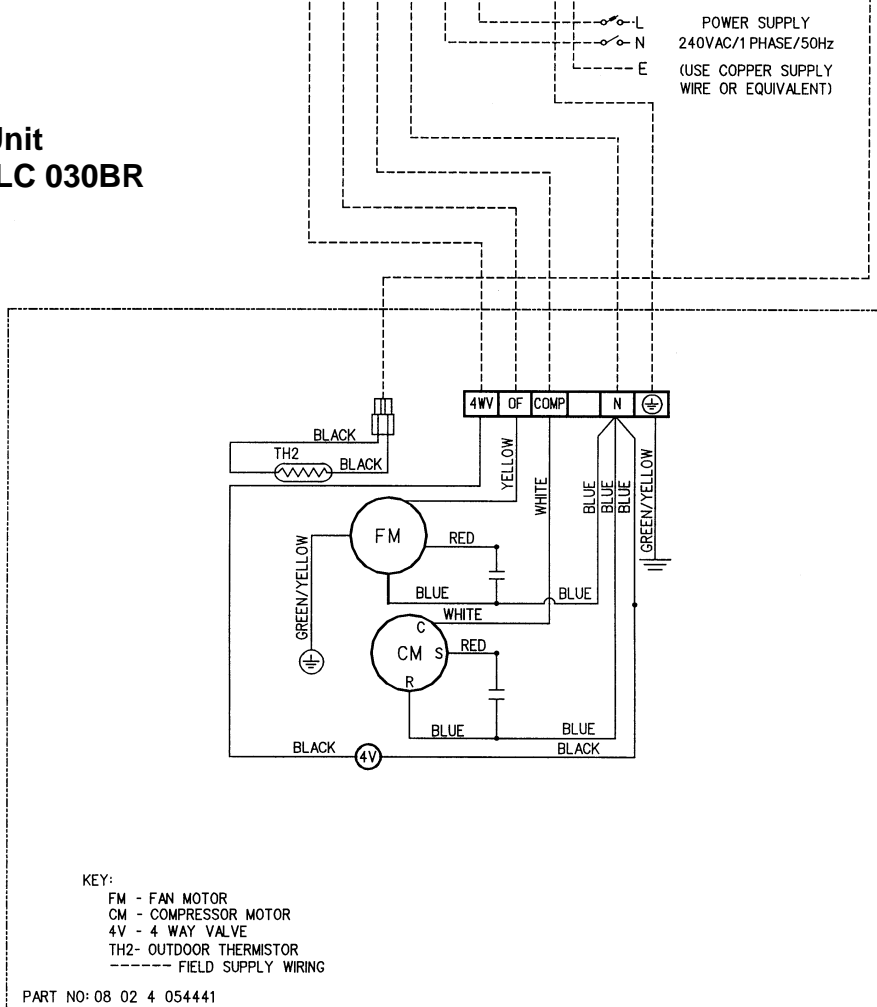 L POWER SUPPLY
N 240VAC/1 PHASE/50Hz
E (USE COPPER SUPPLY
WIRE OR EQUIVALENT)
LC 030BR
4WV OF COMP N
BLACK
TH2
BLACK
YELLOW
WHITE
BLUE
BLUE
BLUE
GREEN/YELLOW
FM
RED
GREEN/YELLOW
BLUE
BLUE
WHITE
C
CM S
RED
R
BLUE
BLUE
BLACK
4V
BLACK
KEY:
FM - FAN MOTOR
CM - COMPRESSOR MOTOR
4V - 4 WAY VALVE
TH2- OUTDOOR THERMISTOR
------ FIELD SUPPLY WIRING
PART NO: 08 02 4 054441